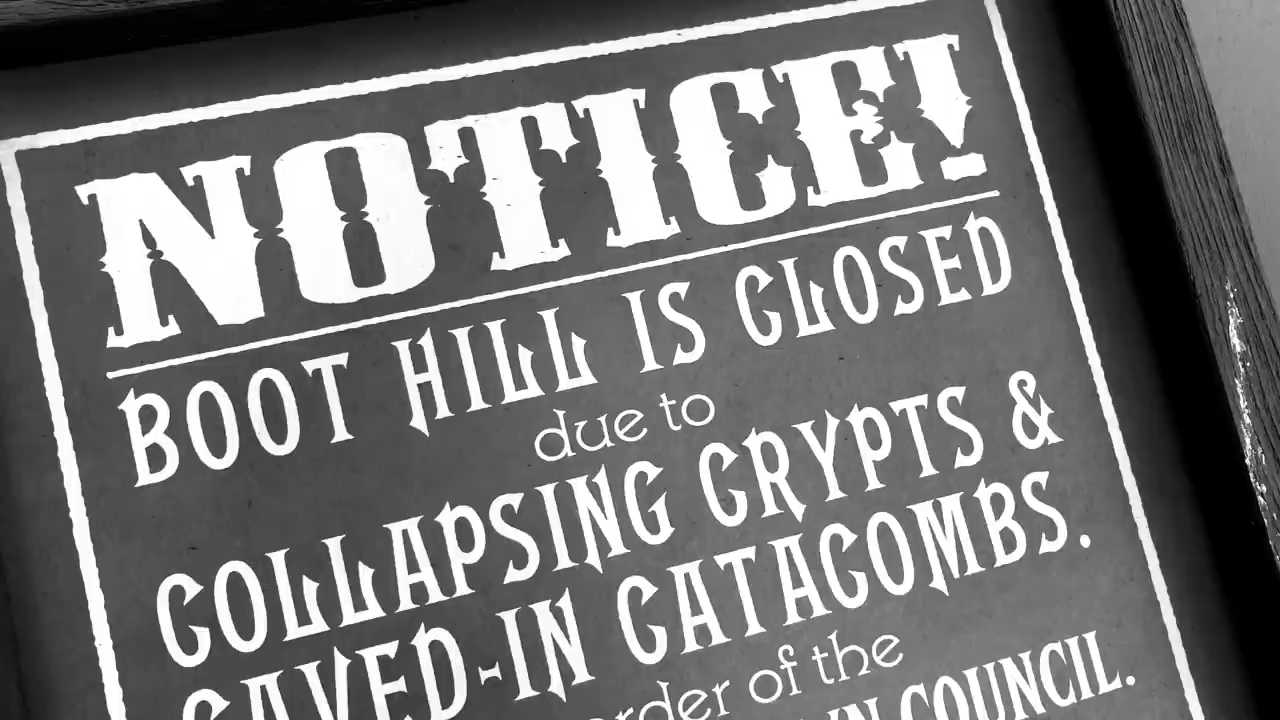 NOTICE!
BOOT HILL IS CLOSED
due to
COLLAPSING CRYPTS &
CAVED-IN CATACOMBS.
order of the
COUNCIL.